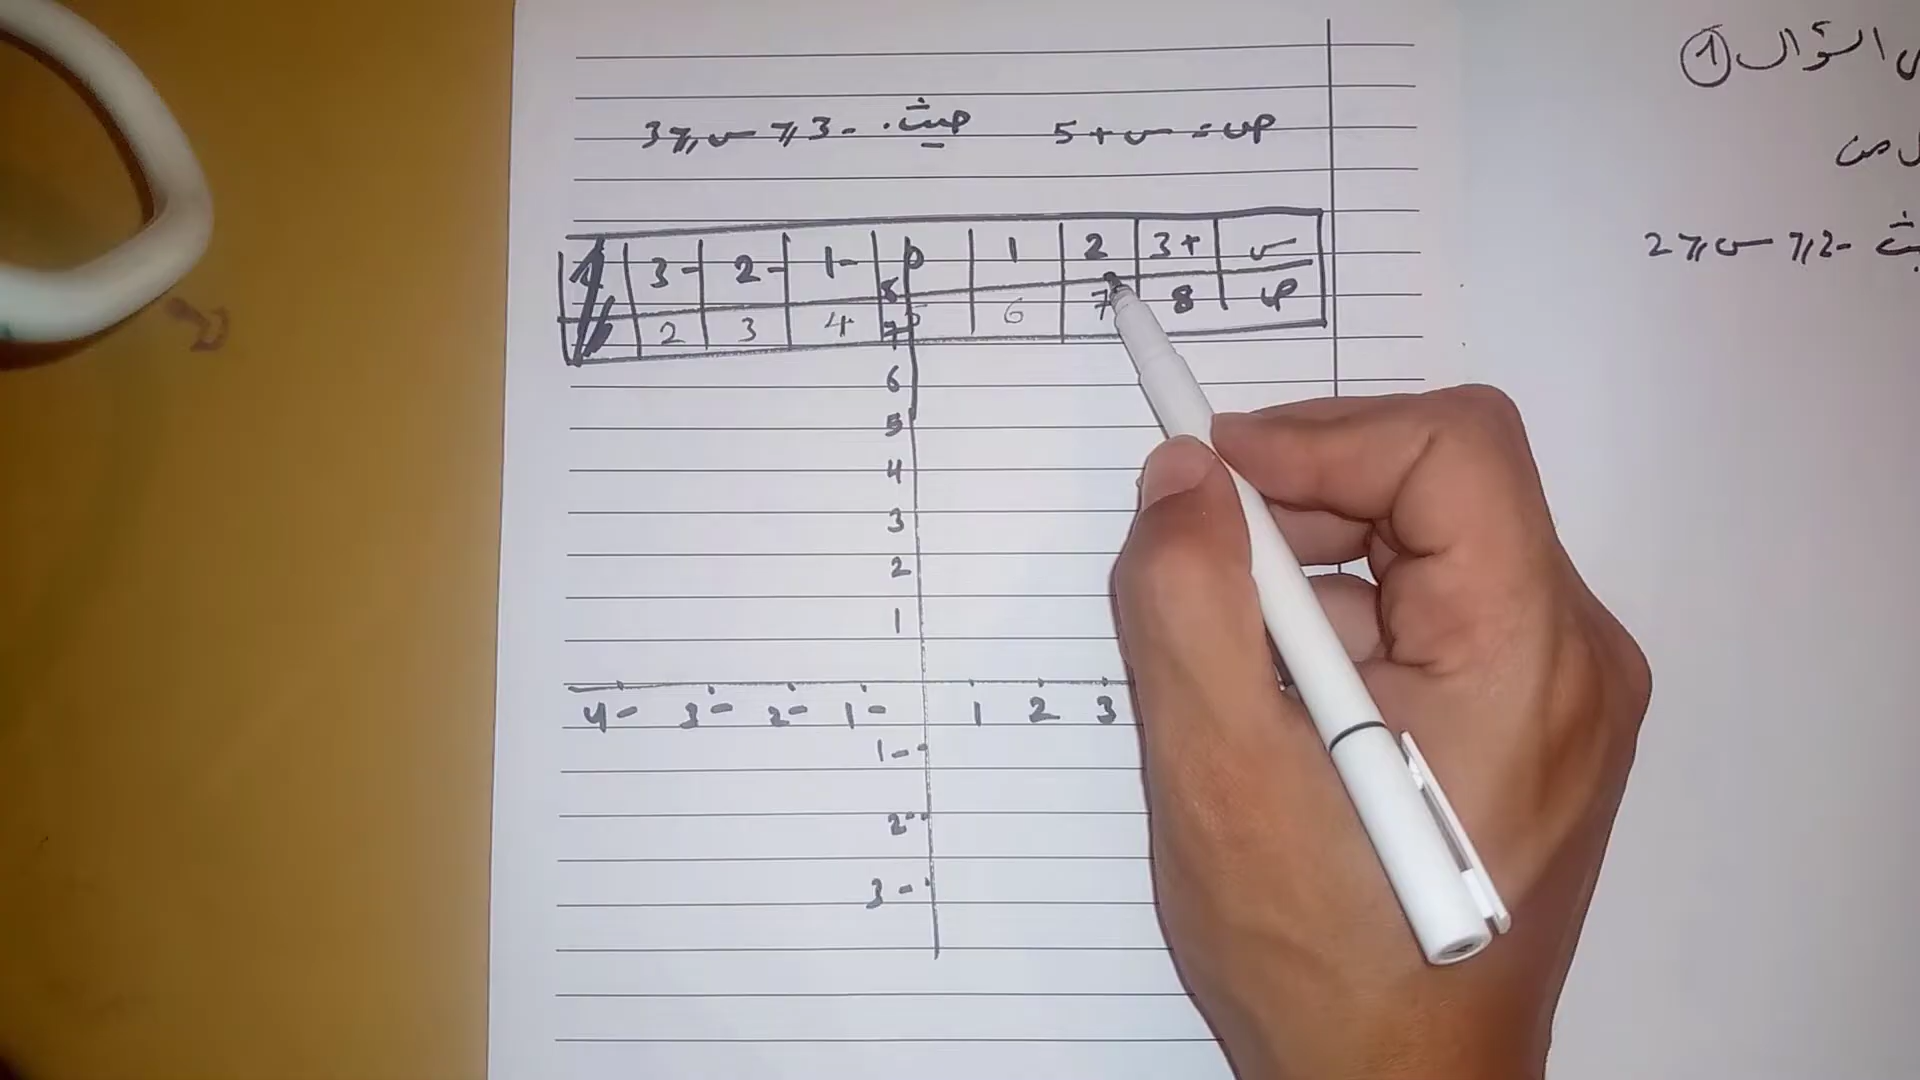 ص = س + 5 حيث. -3 ⩽ س ⩽ 3
س | +3 | 2 | 1 | 0 | -1 | -2 | -3
ص | 8 | 7 | 6 | 5 | 4 | 3 | 2
8
7
6
5
4
3
2
1
-4 -3 -2 -1 1 2 3
-1
-2
-3
السؤال ①
-2 ⩽ س ⩽ 2